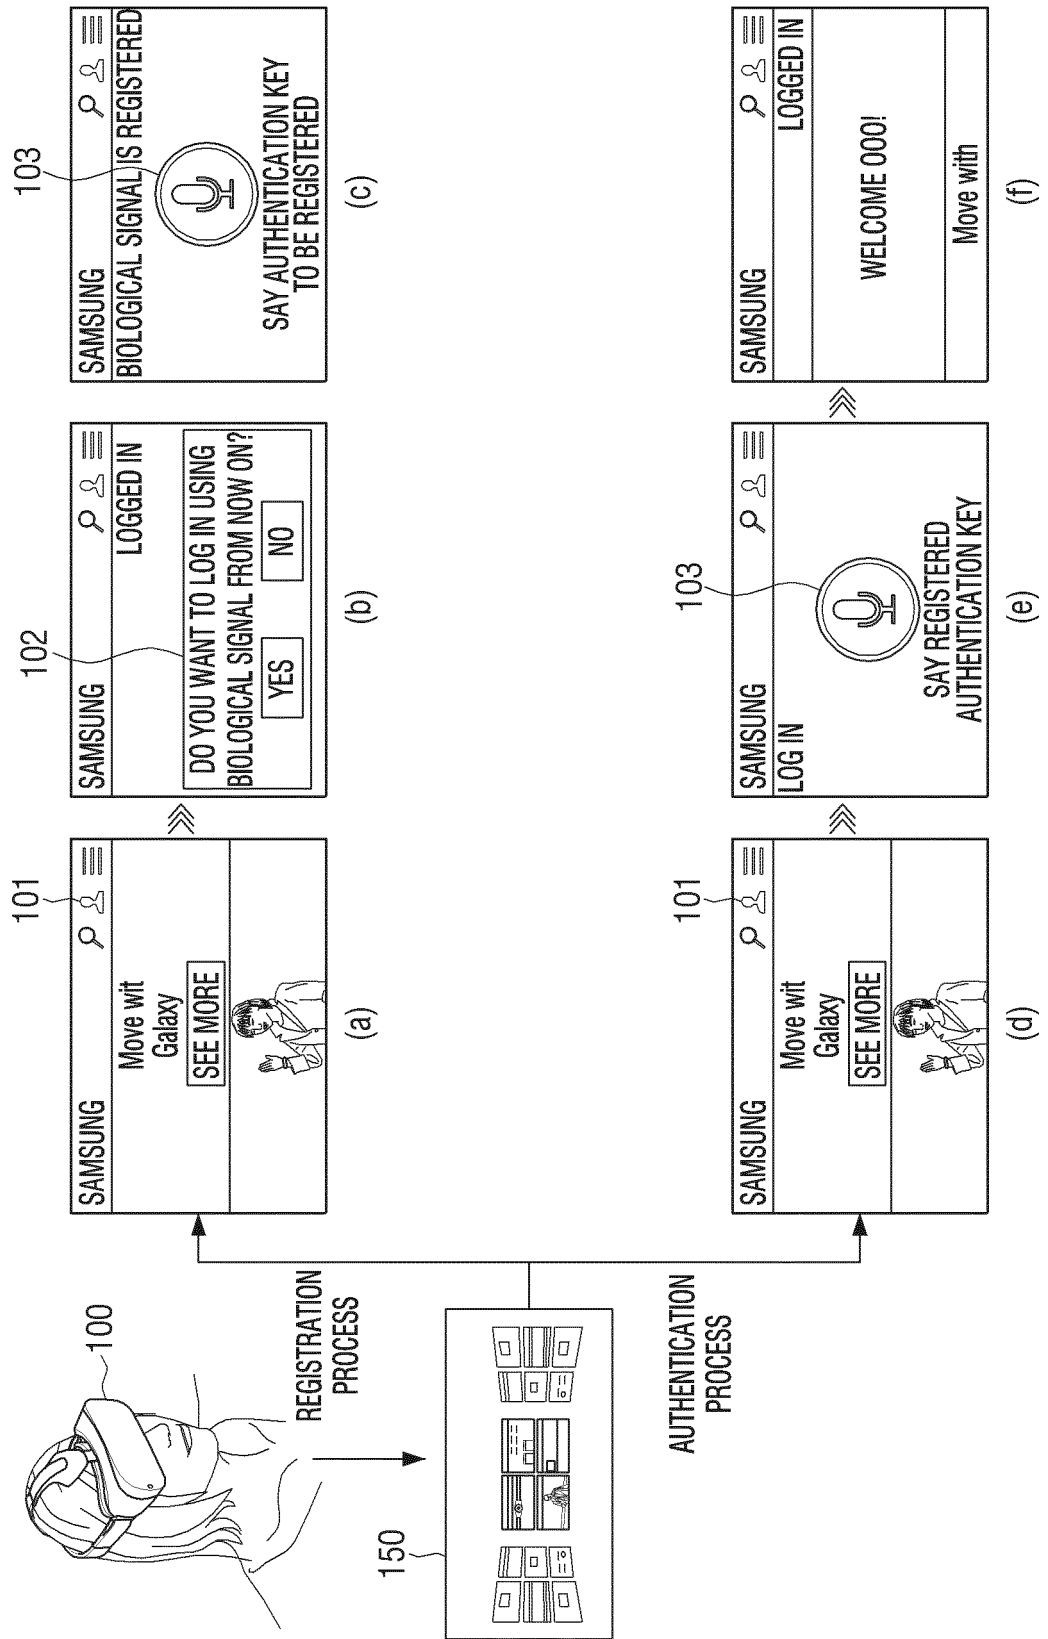 100
150
REGISTRATION
PROCESS
AUTHENTICATION
PROCESS
101
SAMSUNG
Move wit
Galaxy
SEE MORE
(a)
102
SAMSUNG
LOGGED IN
DO YOU WANT TO LOG IN USING
BIOLOGICAL SIGNAL FROM NOW ON?
YES
NO
(b)
103
SAMSUNG
BIOLOGICAL SIGNAL IS REGISTERED
SAY AUTHENTICATION KEY
TO BE REGISTERED
(c)
101
SAMSUNG
Move wit
Galaxy
SEE MORE
(d)
103
SAMSUNG
LOG IN
SAY REGISTERED
AUTHENTICATION KEY
(e)
SAMSUNG
LOGGED IN
WELCOME OOO!
Move with
(f)